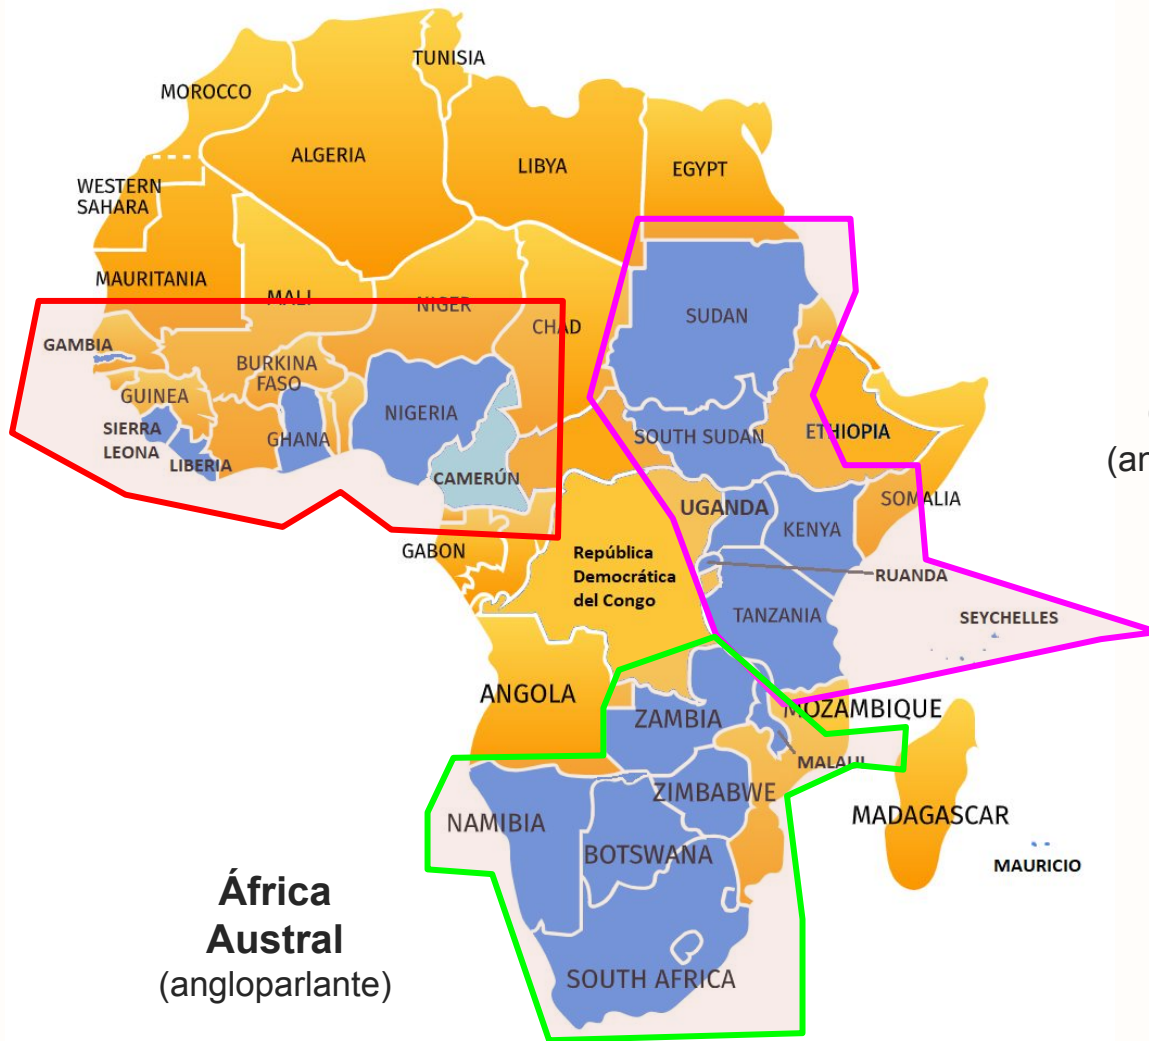 TUNISIA
MOROCCO
ALGERIA
LIBYA
EGYPT
WESTERN
SAHARA
MAURITANIA
MALI
NIGER
CHAD
SUDAN
GAMBIA
BURKINA
FASO
GUINEA
NIGERIA
SIERRA
LEONA
GHANA
LIBERIA
CAMERÚN
SOUTH SUDAN
ETHIOPIA
(an
SOMALIA
UGANDA
KENYA
GABON
República
Democrática
del Congo
RUANDA
TANZANIA
SEYCHELLES
ANGOLA
ZAMBIA
MOZAMBIQUE
MALAUI
ZIMBABWE
NAMIBIA
MADAGASCAR
BOTSWANA
MAURICIO
África
Austral
(angloparlante)
SOUTH AFRICA